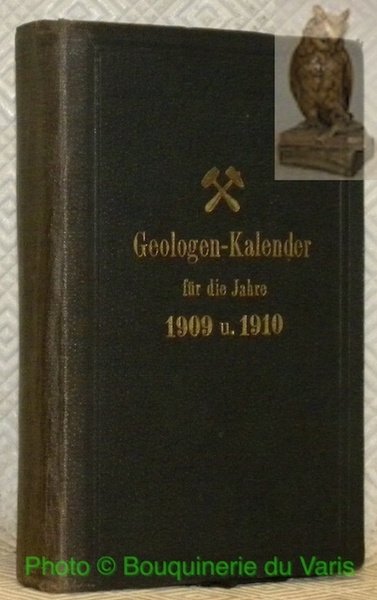 Geologen-Kalender
für die Jahre
1909 u. 1910
Photo © Bouquinerie du Varis